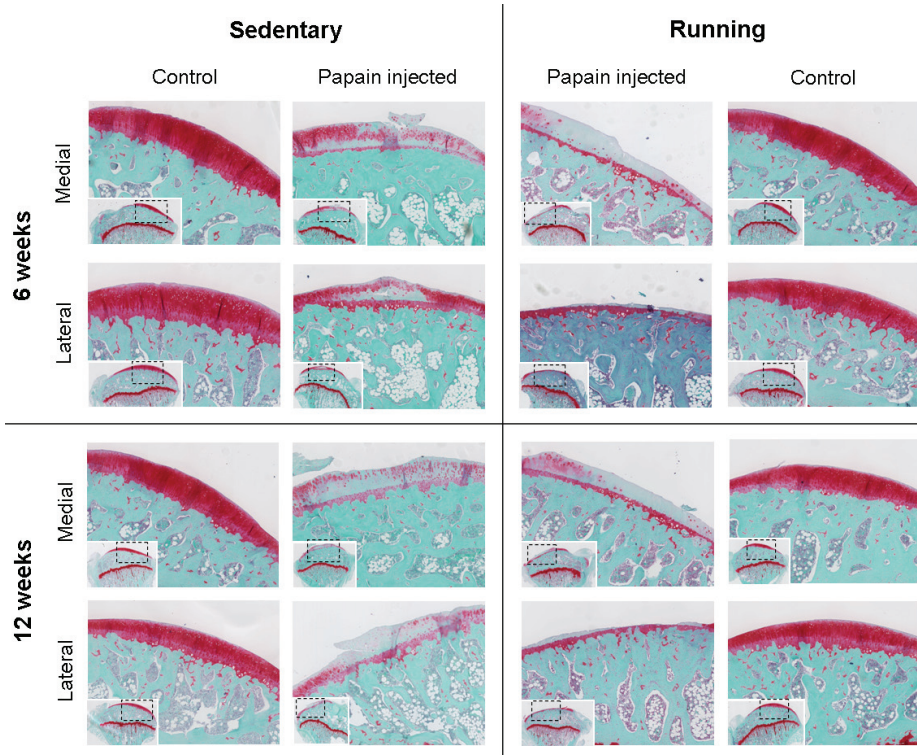 Sedentary
Running
Control
Papain injected
Papain injected
Control
6 weeks
Medial
Lateral
12 weeks
Medial
Lateral